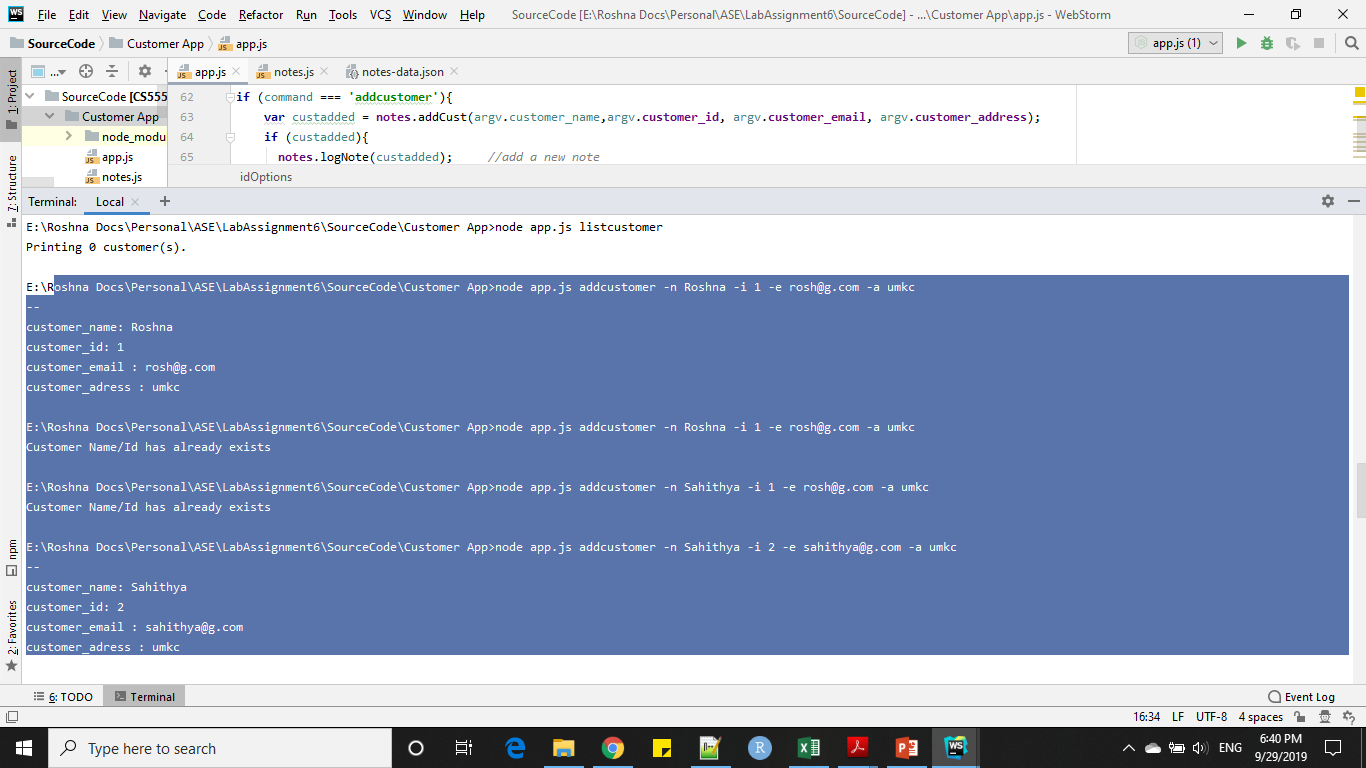 File Edit View Navigate Code Refactor Run Tools VCS Window Help SourceCode [E:\Roshna Docs\Personal\ASE\LabAssignment6\SourceCode] - ...\Customer App\app.js - WebStorm
SourceCode Customer App app.js app.js (1)
1: Project
... app.js notes.js notes-data.json
SourceCode [CS555
Customer App
node_modu
app.js
notes.js
62 if (command === 'addcustomer'){
63 var custadded = notes.addCust(argv.customer_name,argv.customer_id, argv.customer_email, argv.customer_address);
64 if (custadded){
65 notes.logNote(custadded); //add a new note
idOptions
7: Structure
Terminal: Local +
E:\Roshna Docs\Personal\ASE\LabAssignment6\SourceCode\Customer App>node app.js listcustomer
Printing 0 customer(s).
E:\Roshna Docs\Personal\ASE\LabAssignment6\SourceCode\Customer App>node app.js addcustomer -n Roshna -i 1 -e rosh@g.com -a umkc
--
customer_name: Roshna
customer_id: 1
customer_email : rosh@g.com
customer_adress : umkc
E:\Roshna Docs\Personal\ASE\LabAssignment6\SourceCode\Customer App>node app.js addcustomer -n Roshna -i 1 -e rosh@g.com -a umkc
Customer Name/Id has already exists
E:\Roshna Docs\Personal\ASE\LabAssignment6\SourceCode\Customer App>node app.js addcustomer -n Sahithya -i 1 -e rosh@g.com -a umkc
Customer Name/Id has already exists
E:\Roshna Docs\Personal\ASE\LabAssignment6\SourceCode\Customer App>node app.js addcustomer -n Sahithya -i 2 -e sahithya@g.com -a umkc
--
customer_name: Sahithya
customer_id: 2
customer_email : sahithya@g.com
customer_adress : umkc
npm
2: Favorites
6: TODO Terminal Event Log
16:34 LF UTF-8 4 spaces
Type here to search
ENG
6:40 PM
9/29/2019